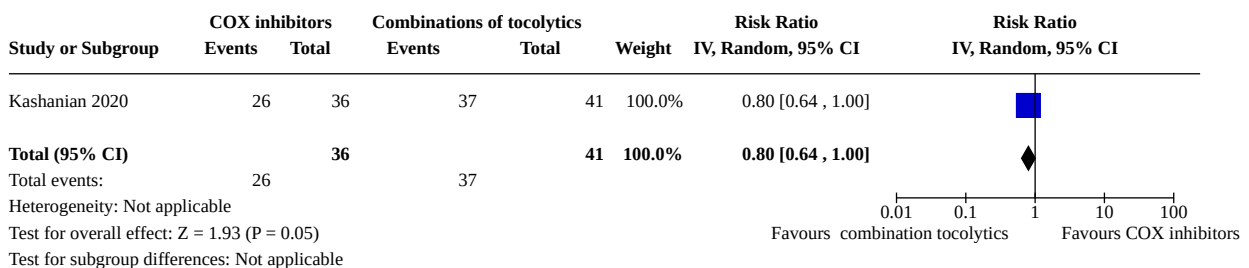 COX inhibitors Combinations of tocolytics Risk Ratio Risk Ratio
Study or Subgroup Events Total Events Total Weight IV, Random, 95% CI IV, Random, 95% CI
Kashanian 2020 26 36 37 41 100.0% 0.80 [0.64 , 1.00]
Total (95% CI) 36 41 100.0% 0.80 [0.64 , 1.00]
Total events: 26 37
Heterogeneity: Not applicable 0.01 0.1 1 10 100
Test for overall effect: Z = 1.93 (P = 0.05) Favours combination tocolytics Favours COX inhibitors
Test for subgroup differences: Not applicable